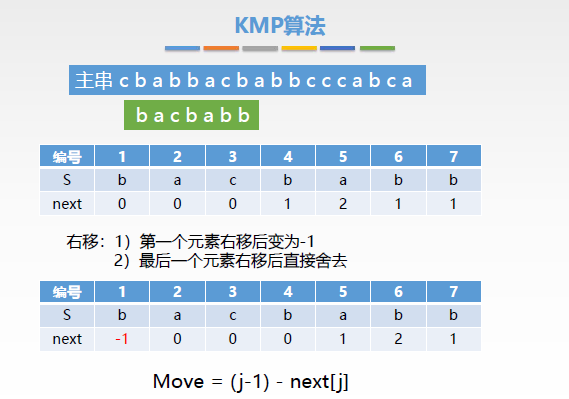 KMP算法
主串 c b a b b a c b a b b c c c a b c a
b a c b a b b
编号 1 2 3 4 5 6 7
S b a c b a b b
next 0 0 0 1 2 1 1
右移：1）第一个元素右移后变为-1
2）最后一个元素右移后直接舍去
编号 1 2 3 4 5 6 7
S b a c b a b b
next -1 0 0 0 1 2 1
Move = (j-1) - next[j]